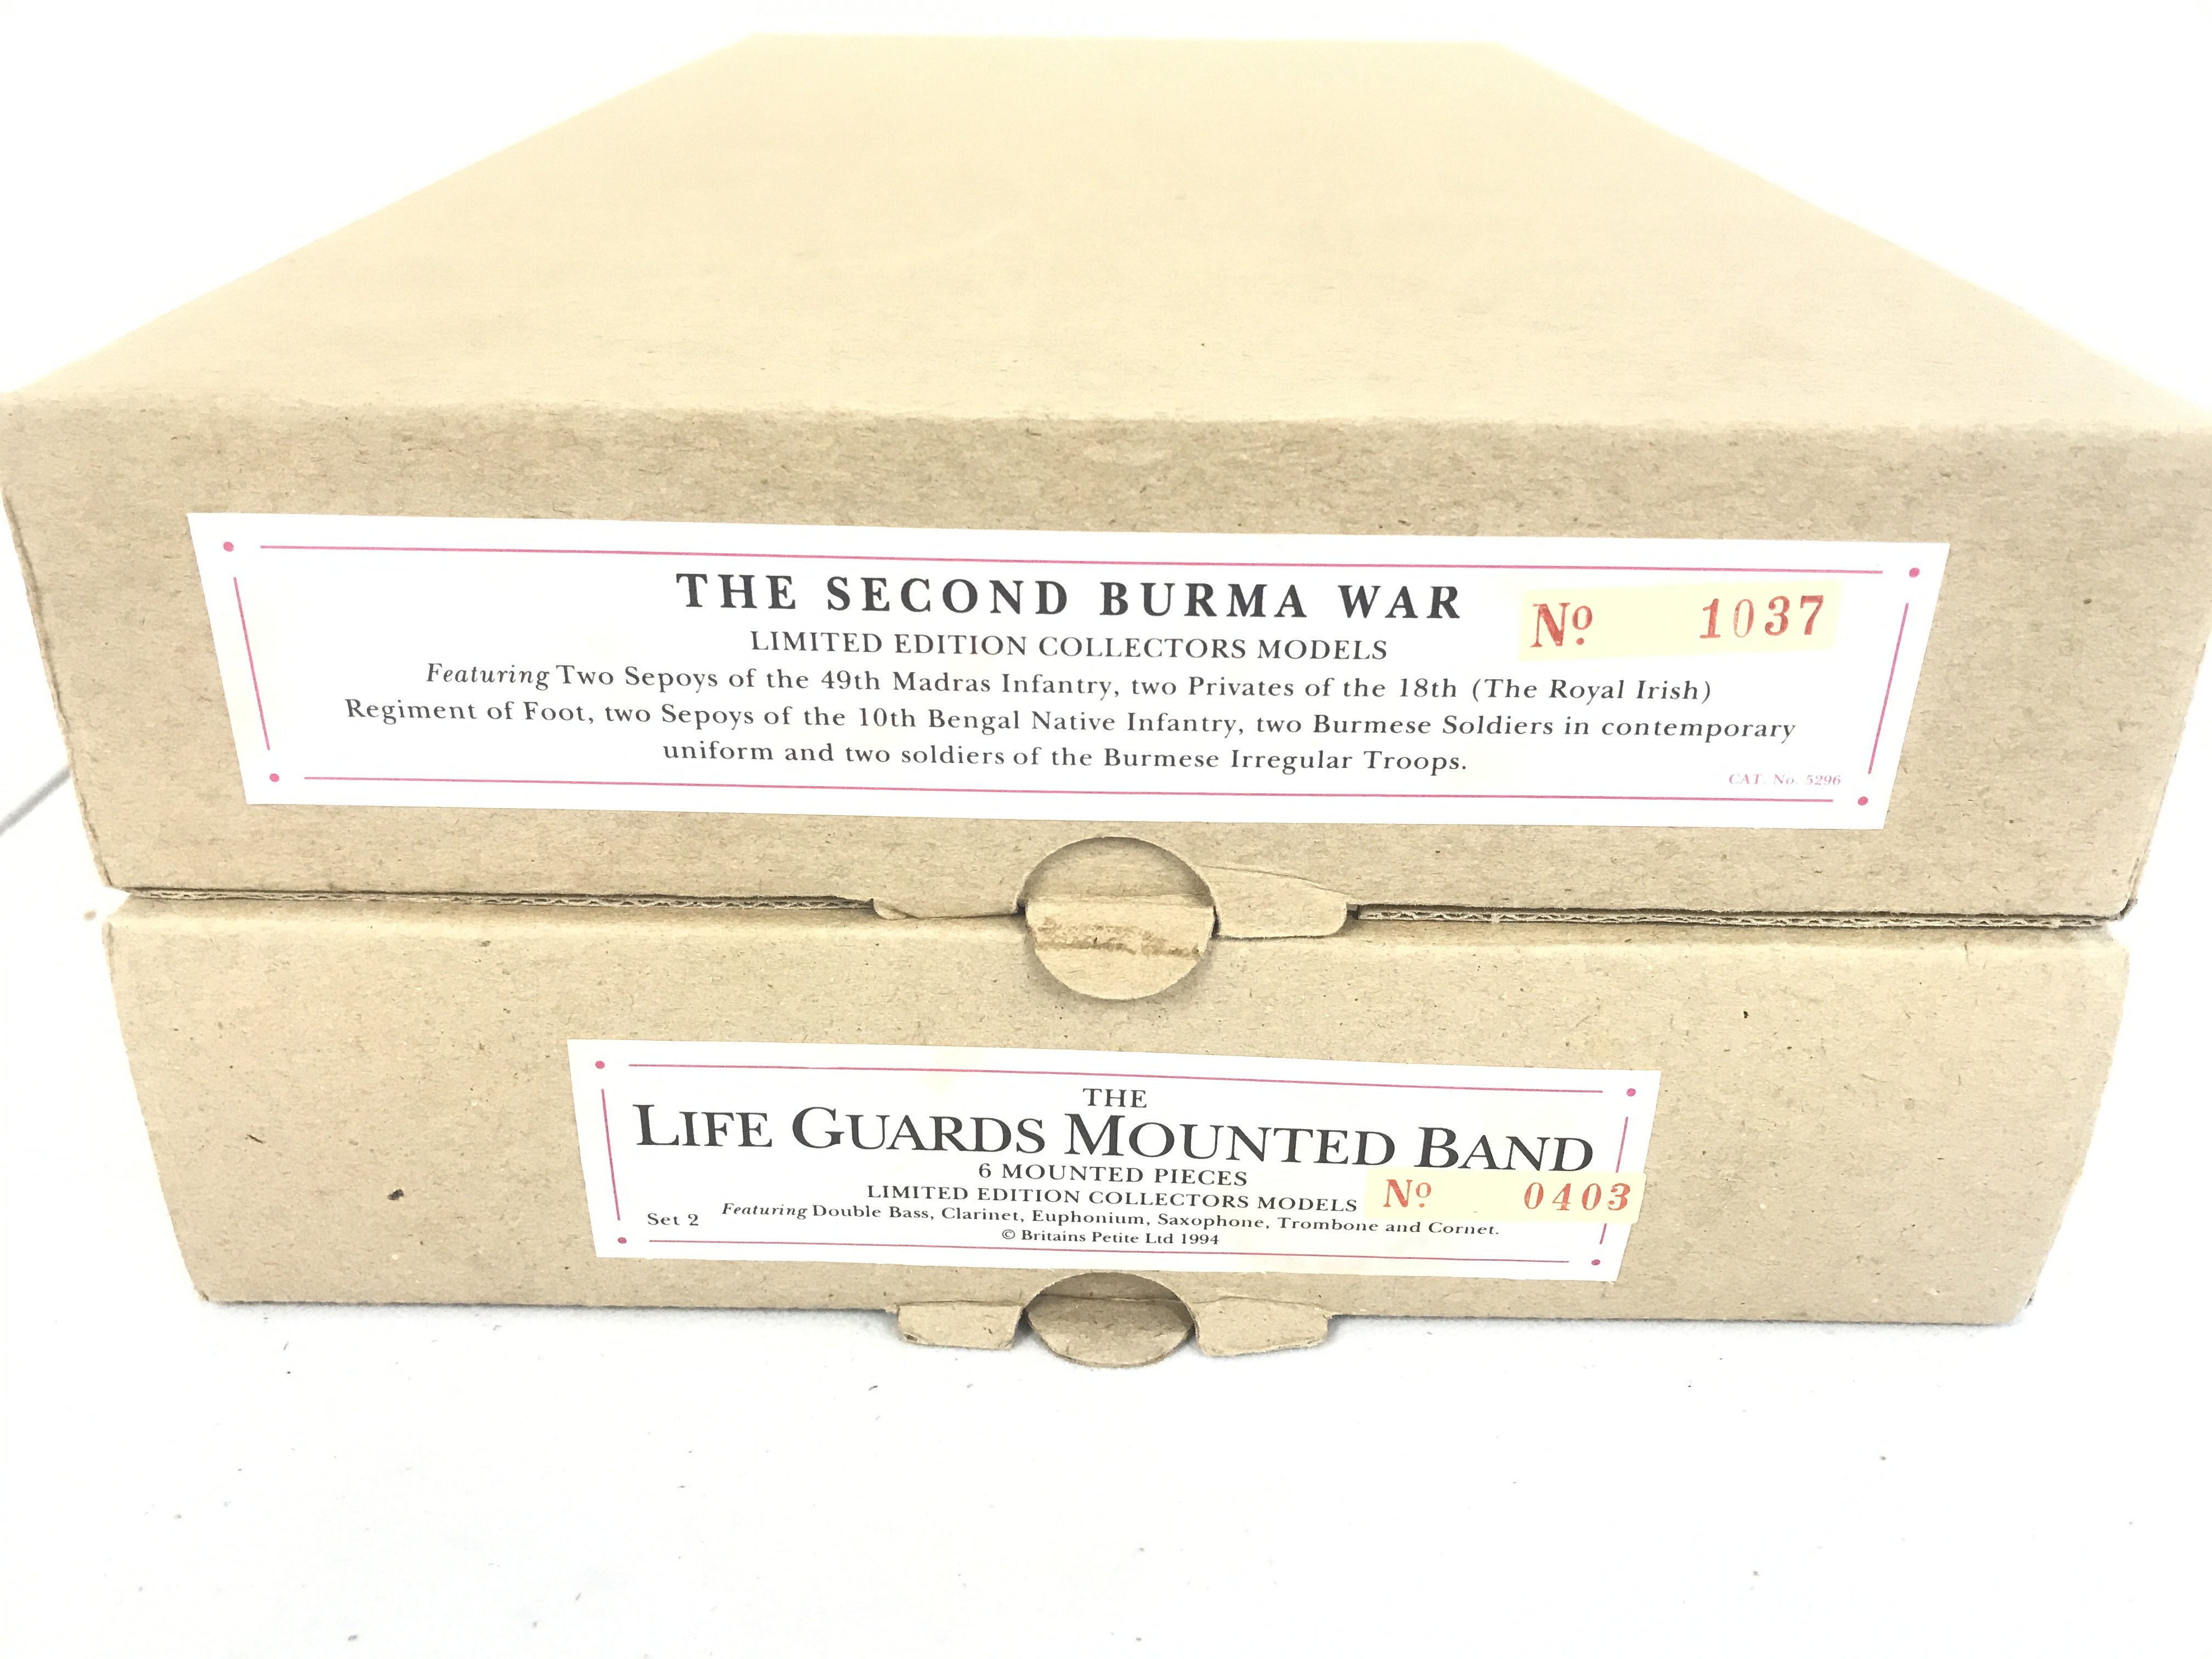 THE SECOND BURMA WAR
Nº 1037
LIMITED EDITION COLLECTORS MODELS
Featuring Two Sepoys of the 49th Madras Infantry, two Privates of the 18th (The Royal Irish)
Regiment of Foot, two Sepoys of the 10th Bengal Native Infantry, two Burmese Soldiers in contemporary
uniform and two soldiers of the Burmese Irregular Troops.
CAT. No. 5296
THE
LIFE GUARDS MOUNTED BAND
6 MOUNTED PIECES
LIMITED EDITION COLLECTORS MODELS
Nº 0403
Set 2
Featuring Double Bass, Clarinet, Euphonium, Saxophone, Trombone and Cornet.
© Britains Petite Ltd 1994